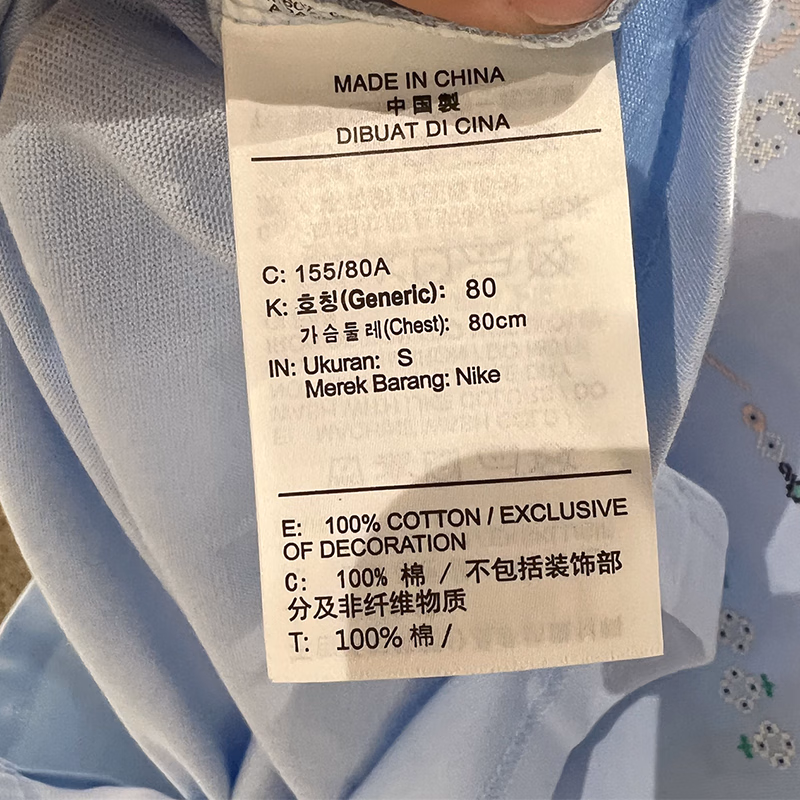 MADE IN CHINA
中国製
DIBUAT DI CINA
C: 155/80A
K: 호칭(Generic): 80
가슴둘레(Chest): 80cm
IN: Ukuran: S
Merek Barang: Nike
E: 100% COTTON / EXCLUSIVE
OF DECORATION
C: 100% 棉 / 不包括装饰部
分及非纤维物质
T: 100% 棉 /